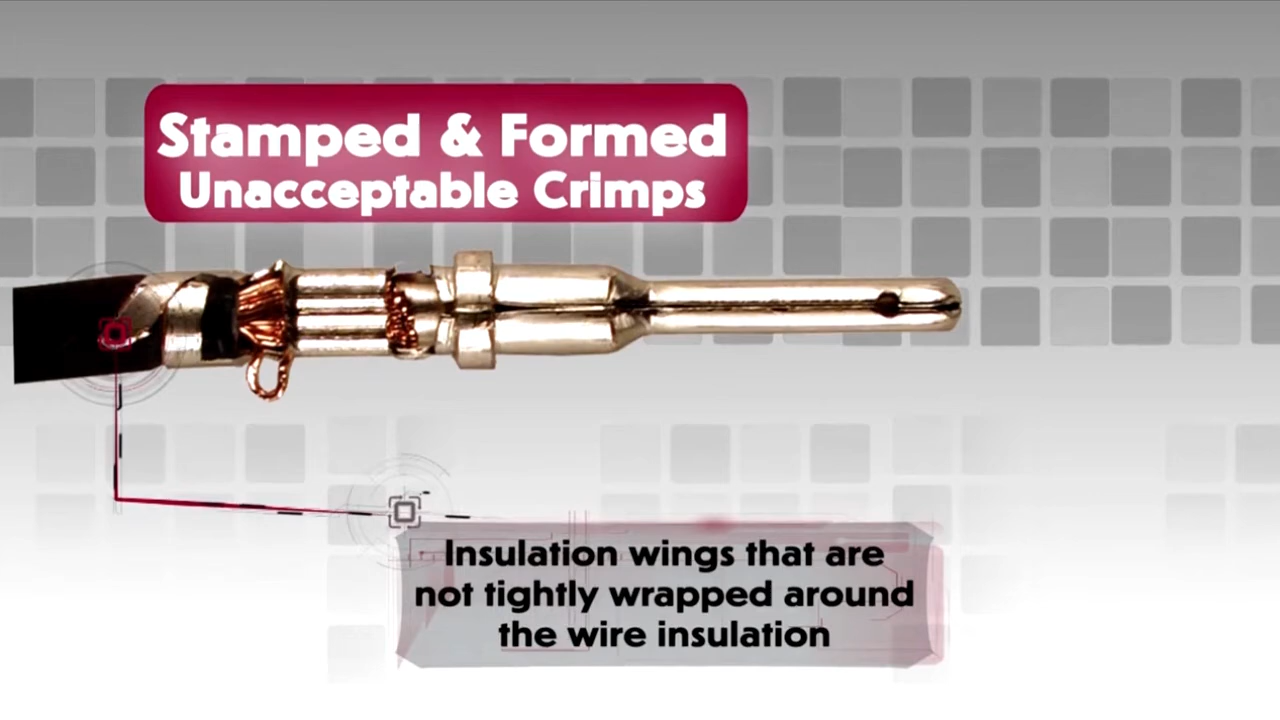 Stamped & Formed
Unacceptable Crimps
Insulation wings that are
not tightly wrapped around
the wire insulation